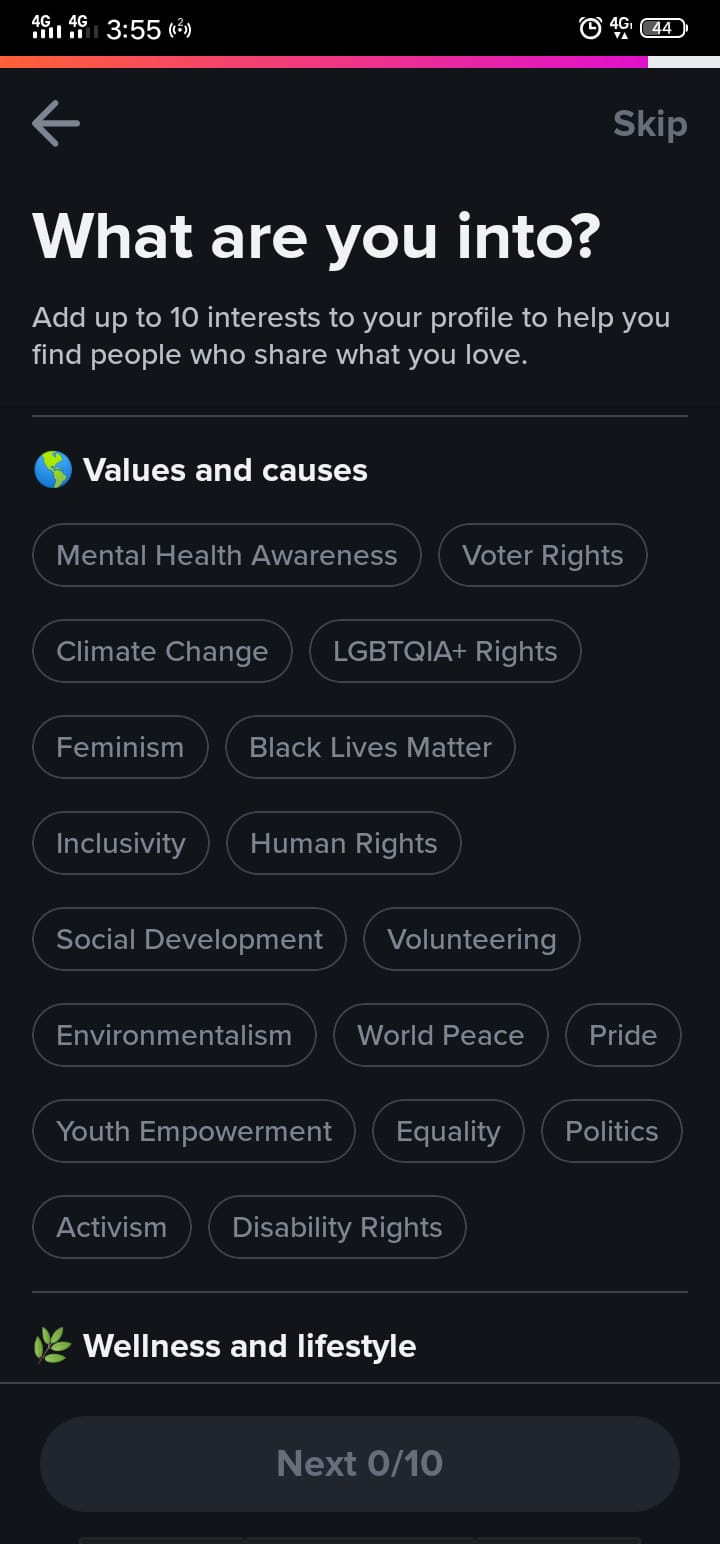 4G 4G 3:55 2 4G 44
Skip
What are you into?
Add up to 10 interests to your profile to help you
find people who share what you love.
Values and causes
Mental Health Awareness Voter Rights
Climate Change LGBTQIA+ Rights
Feminism Black Lives Matter
Inclusivity Human Rights
Social Development Volunteering
Environmentalism World Peace Pride
Youth Empowerment Equality Politics
Activism Disability Rights
Wellness and lifestyle
Next 0/10